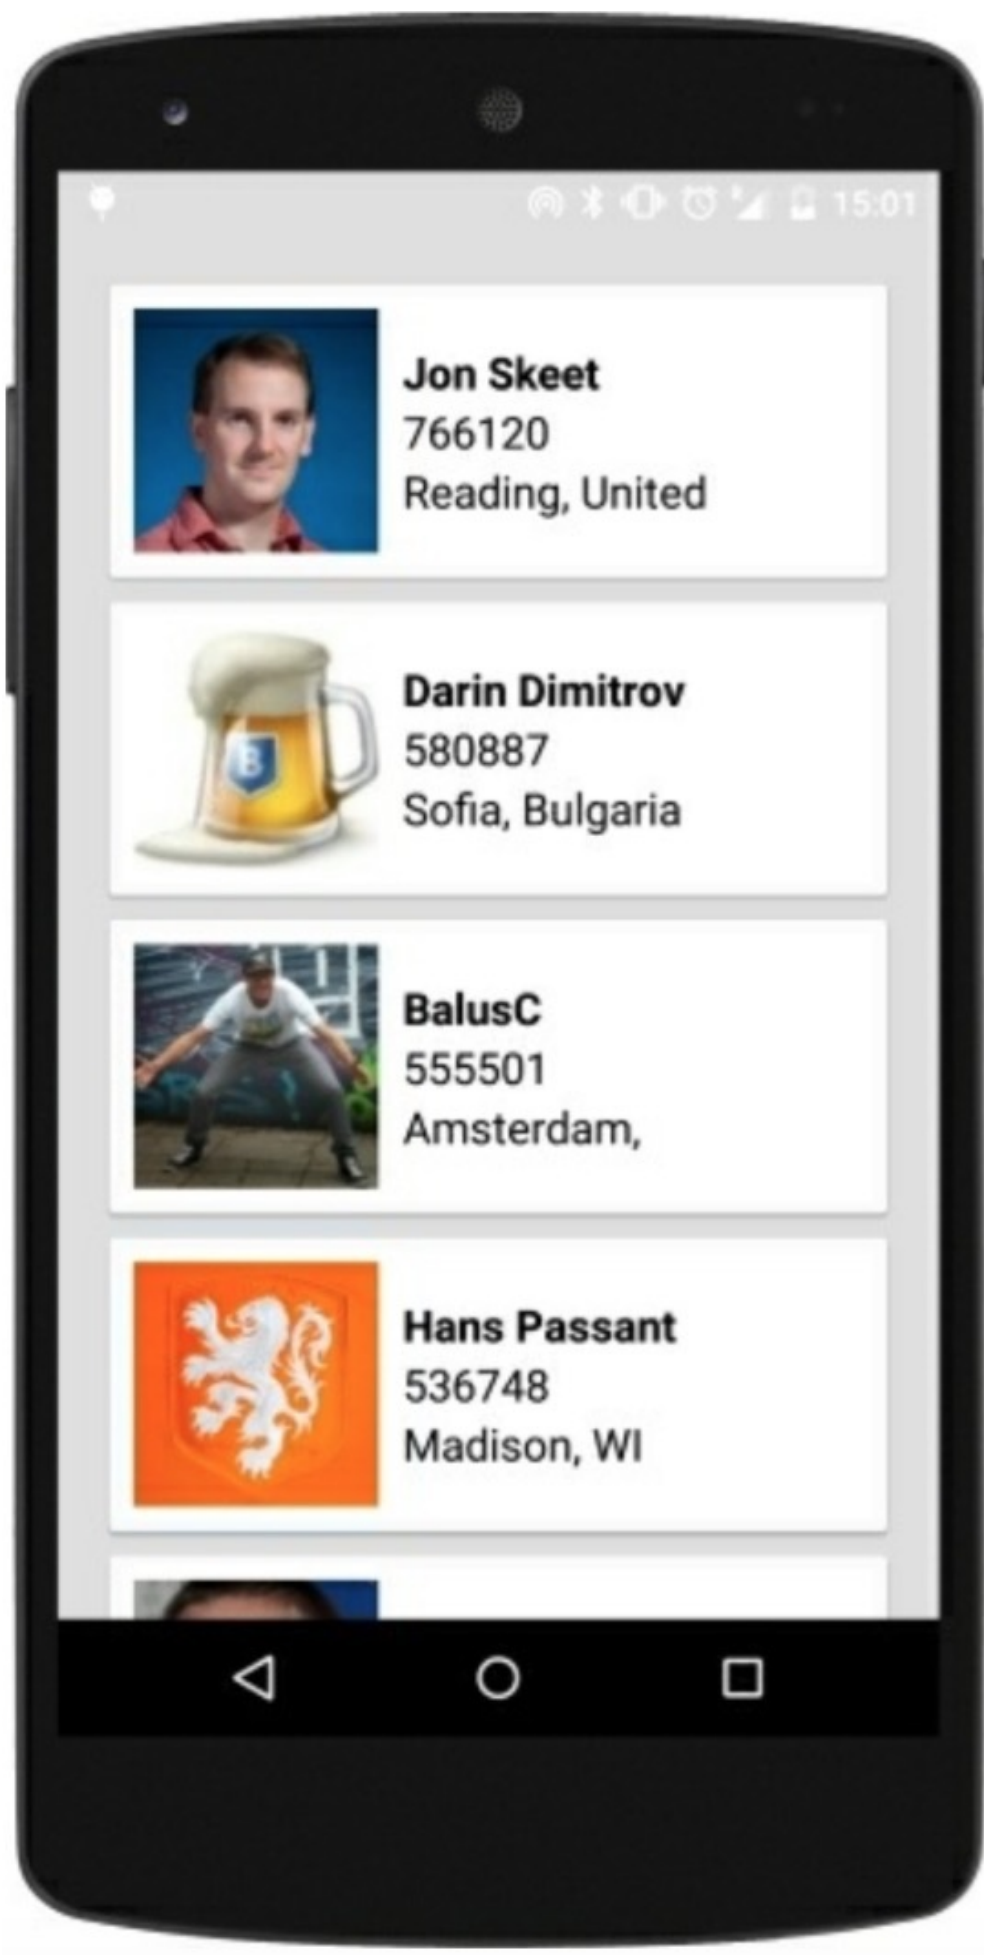 15:01
Jon Skeet
766120
Reading, United
B
Darin Dimitrov
580887
Sofia, Bulgaria
BalusC
555501
Amsterdam,
Hans Passant
536748
Madison, WI